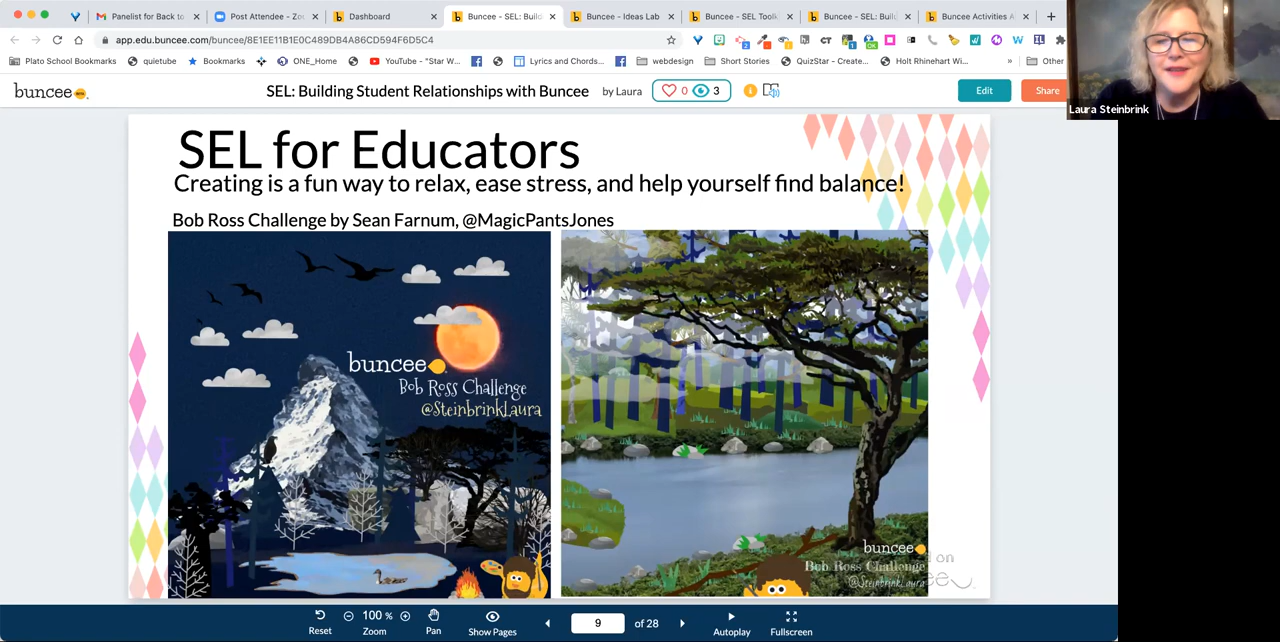 Panelist for Back to
Post Attendee - Zoo
Dashboard
Buncee - SEL: Build
Buncee - Ideas Lab
Buncee - SEL Toolk
Buncee - SEL: Build
Buncee Activities A
app.edu.buncee.com/buncee/8E1EE11B1E0C489DB4A86CD594F6D5C4
Plato School Bookmarks
quietube
Bookmarks
ONE_Home
YouTube - "Star W...
Lyrics and Chords...
webdesign
Short Stories
QuizStar - Create...
Holt Rhinehart Wi...
»
Other
buncee
SEL: Building Student Relationships with Buncee
by Laura
0
3
Edit
Share
Laura Steinbrink
SEL for Educators
Creating is a fun way to relax, ease stress, and help yourself find balance!
Bob Ross Challenge by Sean Farnum, @MagicPantsJones
buncee
Bob Ross Challenge
@SteinbrinkLaura
buncee
Bob Ross Challenge
@SteinbrinkLaura
Reset
100 %
Zoom
Pan
Show Pages
9
of 28
Autoplay
Fullscreen